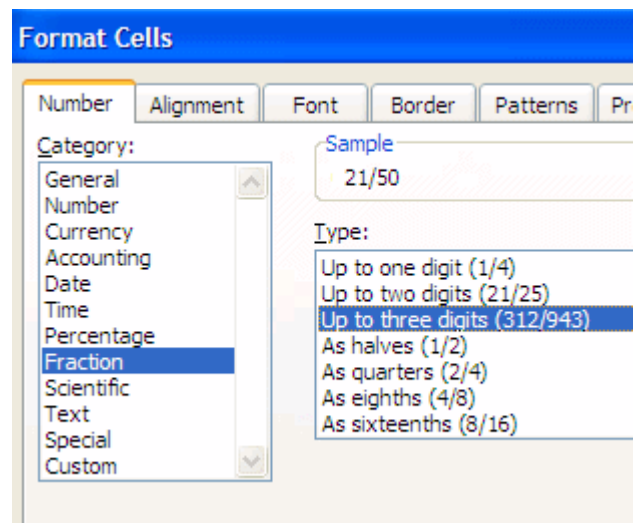 Format Cells
Number Alignment Font Border Patterns
Category:
General
Number
Currency
Accounting
Date
Time
Percentage
Fraction
Scientific
Text
Special
Custom
Sample
21/50
Type:
Up to one digit (1/4)
Up to two digits (21/25)
Up to three digits (312/943)
As halves (1/2)
As quarters (2/4)
As eighths (4/8)
As sixteenths (8/16)